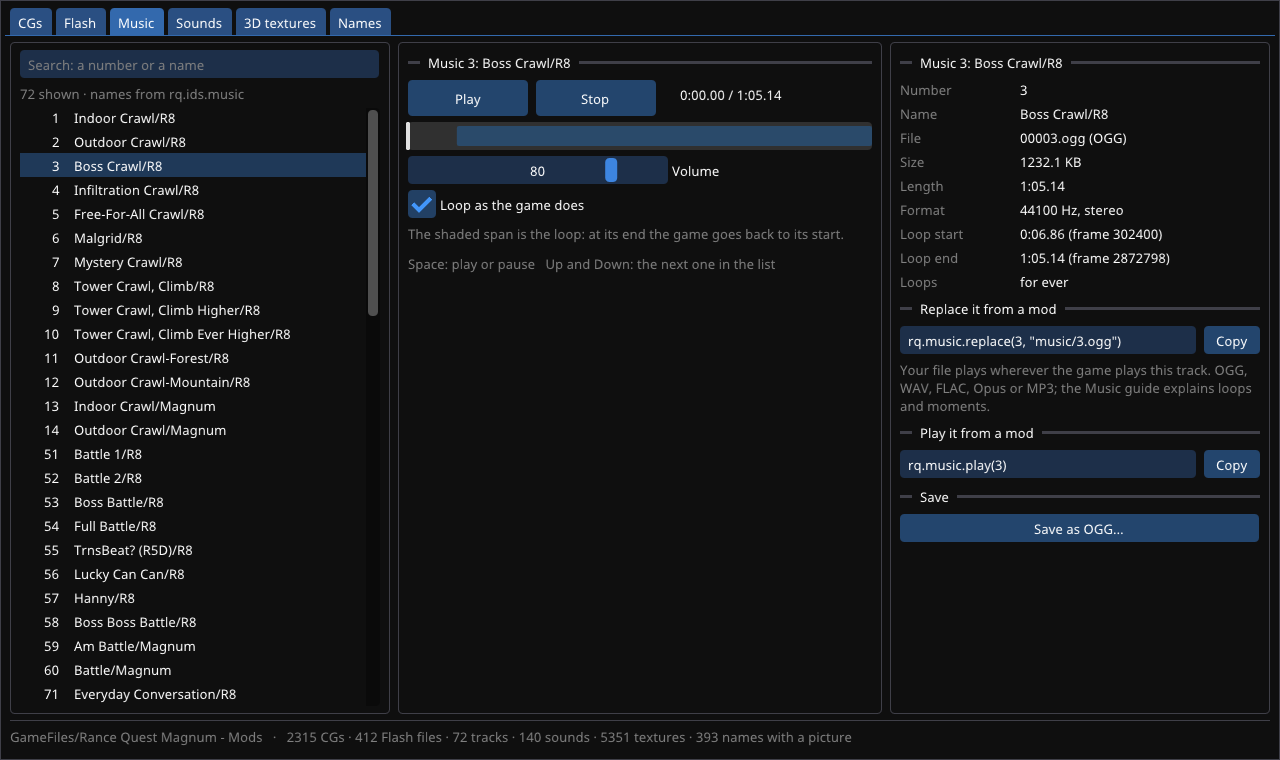 CGs Flash Music Sounds 3D textures Names
Search: a number or a name
72 shown · names from rq.ids.music
1 Indoor Crawl/R8
2 Outdoor Crawl/R8
3 Boss Crawl/R8
4 Infiltration Crawl/R8
5 Free-For-All Crawl/R8
6 Malgrid/R8
7 Mystery Crawl/R8
8 Tower Crawl, Climb/R8
9 Tower Crawl, Climb Higher/R8
10 Tower Crawl, Climb Ever Higher/R8
11 Outdoor Crawl-Forest/R8
12 Outdoor Crawl-Mountain/R8
13 Indoor Crawl/Magnum
14 Outdoor Crawl/Magnum
51 Battle 1/R8
52 Battle 2/R8
53 Boss Battle/R8
54 Full Battle/R8
55 TrnsBeat? (R5D)/R8
56 Lucky Can Can/R8
57 Hanny/R8
58 Boss Boss Battle/R8
59 Am Battle/Magnum
60 Battle/Magnum
71 Everyday Conversation/R8
Music 3: Boss Crawl/R8
Play Stop 0:00.00 / 1:05.14
80 Volume
Loop as the game does
The shaded span is the loop: at its end the game goes back to its start.
Space: play or pause Up and Down: the next one in the list
Music 3: Boss Crawl/R8
Number 3
Name Boss Crawl/R8
File 00003.ogg (OGG)
Size 1232.1 KB
Length 1:05.14
Format 44100 Hz, stereo
Loop start 0:06.86 (frame 302400)
Loop end 1:05.14 (frame 2872798)
Loops for ever
Replace it from a mod
rq.music.replace(3, "music/3.ogg") Copy
Your file plays wherever the game plays this track. OGG,
WAV, FLAC, Opus or MP3; the Music guide explains loops
and moments.
Play it from a mod
rq.music.play(3) Copy
Save
Save as OGG...
GameFiles/Rance Quest Magnum - Mods · 2315 CGs · 412 Flash files · 72 tracks · 140 sounds · 5351 textures · 393 names with a picture